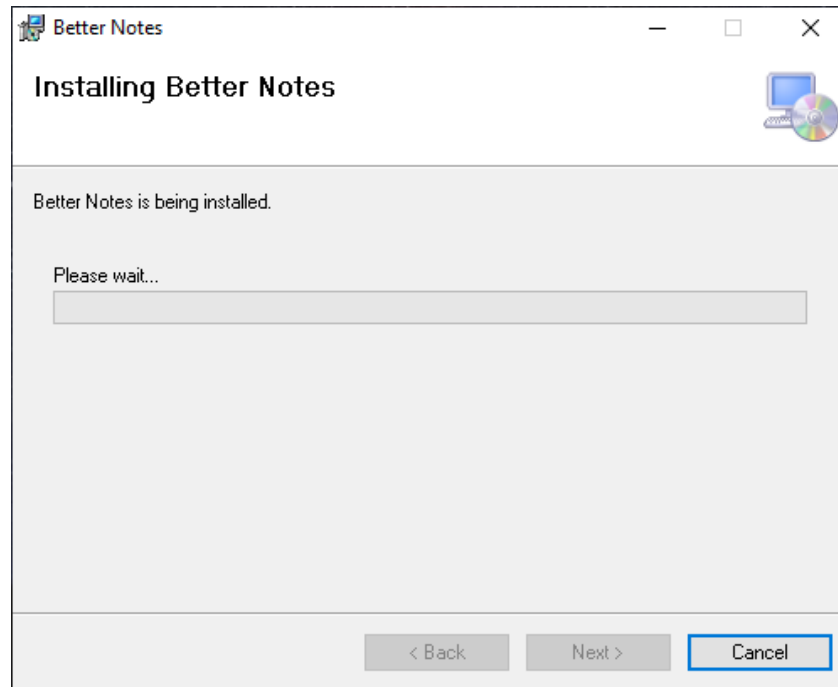 Better Notes
Installing Better Notes
Better Notes is being installed.
Please wait...
< Back
Next >
Cancel